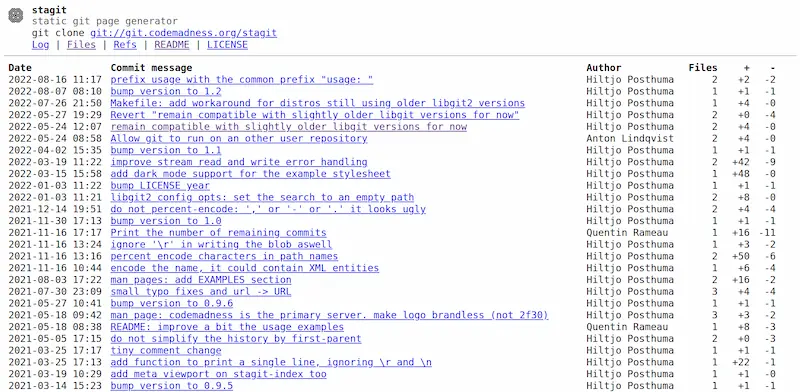 stagit
static git page generator
git clone git://git.codemadness.org/stagit
Log | Files | Refs | README | LICENSE
Date Commit message Author Files + -
2022-08-16 11:17 prefix usage with the common prefix "usage: " Hiltjo Posthuma 2 +2 -2
2022-08-07 08:10 bump version to 1.2 Hiltjo Posthuma 1 +1 -1
2022-07-26 21:50 Makefile: add workaround for distros still using older libgit2 versions Hiltjo Posthuma 1 +4 -0
2022-05-27 19:29 Revert "remain compatible with slightly older libgit versions for now" Hiltjo Posthuma 2 +0 -4
2022-05-24 12:07 remain compatible with slightly older libgit versions for now Hiltjo Posthuma 2 +4 -0
2022-05-24 08:58 Allow git to run on an other user repository Anton Lindqvist 2 +4 -0
2022-04-02 15:35 bump version to 1.1 Hiltjo Posthuma 1 +1 -1
2022-03-19 11:22 improve stream read and write error handling Hiltjo Posthuma 2 +42 -9
2022-03-15 15:58 add dark mode support for the example stylesheet Hiltjo Posthuma 1 +48 -0
2022-01-03 11:22 bump LICENSE year Hiltjo Posthuma 1 +1 -1
2022-01-03 11:21 libgit2 config opts: set the search to an empty path Hiltjo Posthuma 2 +8 -0
2021-12-14 19:51 do not percent-encode: ',' or '-' or '.' it looks ugly Hiltjo Posthuma 2 +4 -4
2021-11-30 17:13 bump version to 1.0 Hiltjo Posthuma 1 +1 -1
2021-11-16 17:17 Print the number of remaining commits Quentin Rameau 1 +16 -11
2021-11-16 13:24 ignore '\r' in writing the blob aswell Hiltjo Posthuma 1 +3 -2
2021-11-16 13:16 percent encode characters in path names Hiltjo Posthuma 2 +50 -6
2021-11-16 10:44 encode the name, it could contain XML entities Hiltjo Posthuma 1 +6 -4
2021-08-03 17:22 man pages: add EXAMPLES section Hiltjo Posthuma 2 +16 -2
2021-07-30 23:09 small typo fixes and url -> URL Hiltjo Posthuma 3 +4 -4
2021-05-27 10:41 bump version to 0.9.6 Hiltjo Posthuma 1 +1 -1
2021-05-18 09:42 man page: codemadness is the primary server. make logo brandless (not 2f30) Hiltjo Posthuma 3 +3 -2
2021-05-18 08:38 README: improve a bit the usage examples Quentin Rameau 1 +8 -3
2021-05-05 17:15 do not simplify the history by first-parent Hiltjo Posthuma 2 +0 -3
2021-03-25 17:17 tiny comment change Hiltjo Posthuma 1 +1 -1
2021-03-25 17:13 add function to print a single line, ignoring \r and \n Hiltjo Posthuma 1 +22 -1
2021-03-19 10:29 add meta viewport on stagit-index too Hiltjo Posthuma 1 +1 -0
2021-03-14 15:23 bump version to 0.9.5 Hiltjo Posthuma 1 +1 -1